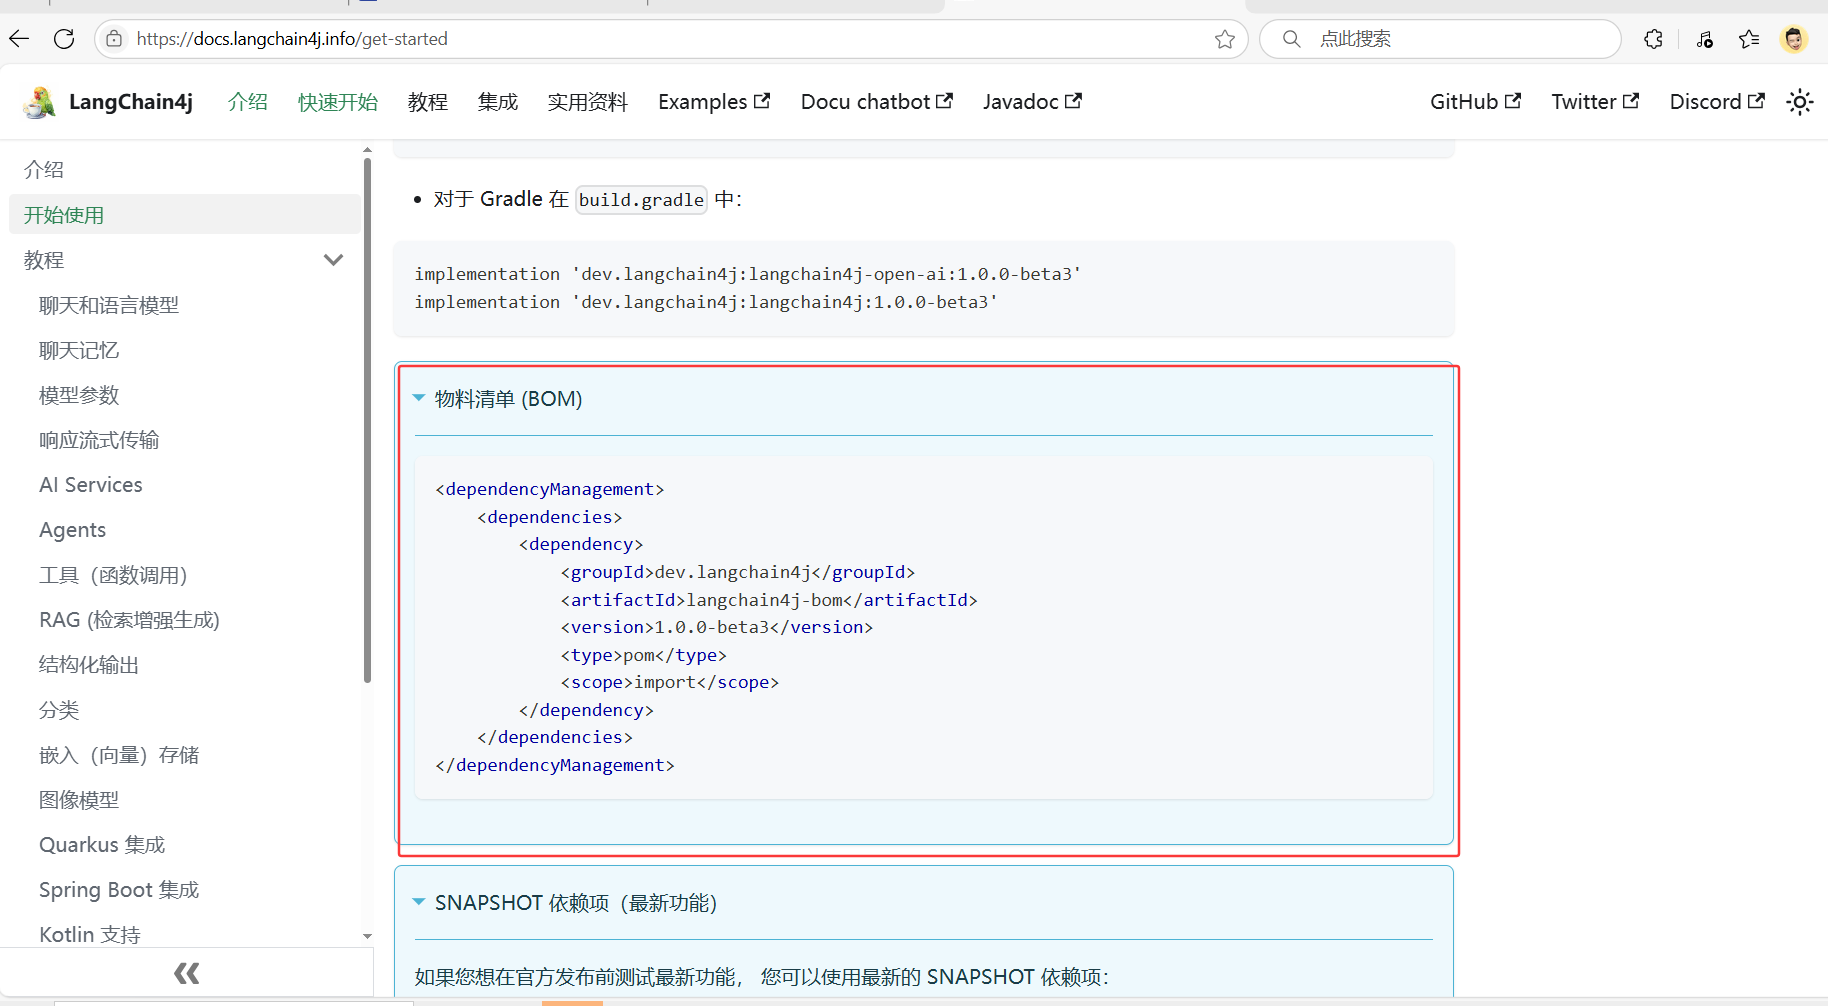 https://docs.langchain4j.info/get-started
点此搜索
LangChain4j 介绍 快速开始 教程 集成 实用资料 Examples Docu chatbot Javadoc GitHub Twitter Discord
介绍
开始使用
教程
聊天和语言模型
聊天记忆
模型参数
响应流式传输
AI Services
Agents
工具（函数调用）
RAG (检索增强生成)
结构化输出
分类
嵌入（向量）存储
图像模型
Quarkus 集成
Spring Boot 集成
Kotlin 支持
对于 Gradle 在 build.gradle 中：
implementation 'dev.langchain4j:langchain4j-open-ai:1.0.0-beta3'
implementation 'dev.langchain4j:langchain4j:1.0.0-beta3'
物料清单 (BOM)
<dependencyManagement>
    <dependencies>
        <dependency>
            <groupId>dev.langchain4j</groupId>
            <artifactId>langchain4j-bom</artifactId>
            <version>1.0.0-beta3</version>
            <type>pom</type>
            <scope>import</scope>
        </dependency>
    </dependencies>
</dependencyManagement>
SNAPSHOT 依赖项（最新功能）
如果您想在官方发布前测试最新功能， 您可以使用最新的 SNAPSHOT 依赖项：